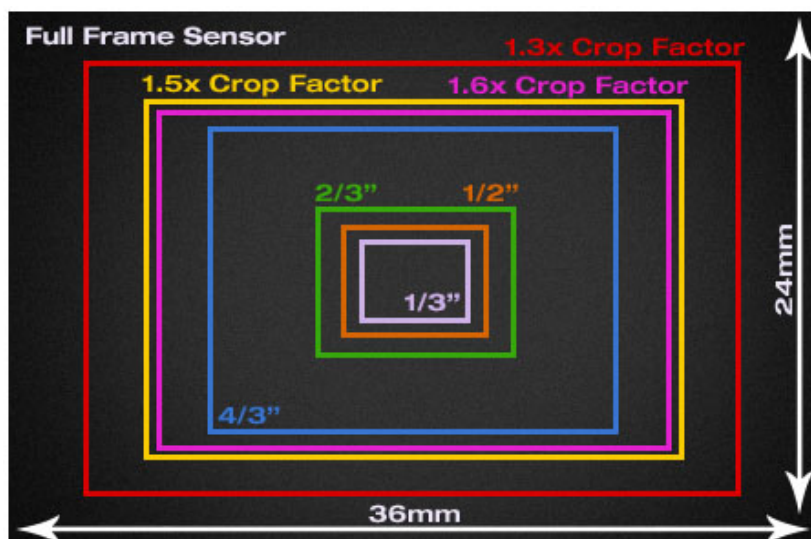 Full Frame Sensor
1.3x Crop Factor
1.5x Crop Factor
1.6x Crop Factor
2/3”
1/2”
1/3”
24mm
4/3”
36mm